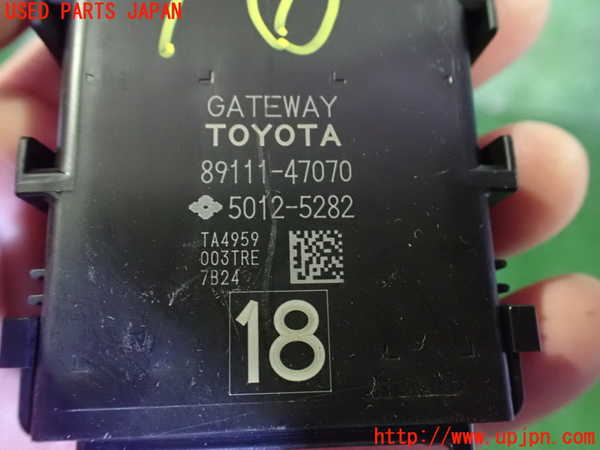 USED PARTS JAPAN
GATEWAY
TOYOTA
89111-47070
5012-5282
TA4959
003TRE
7B24
18
http://www.upjpn.com/